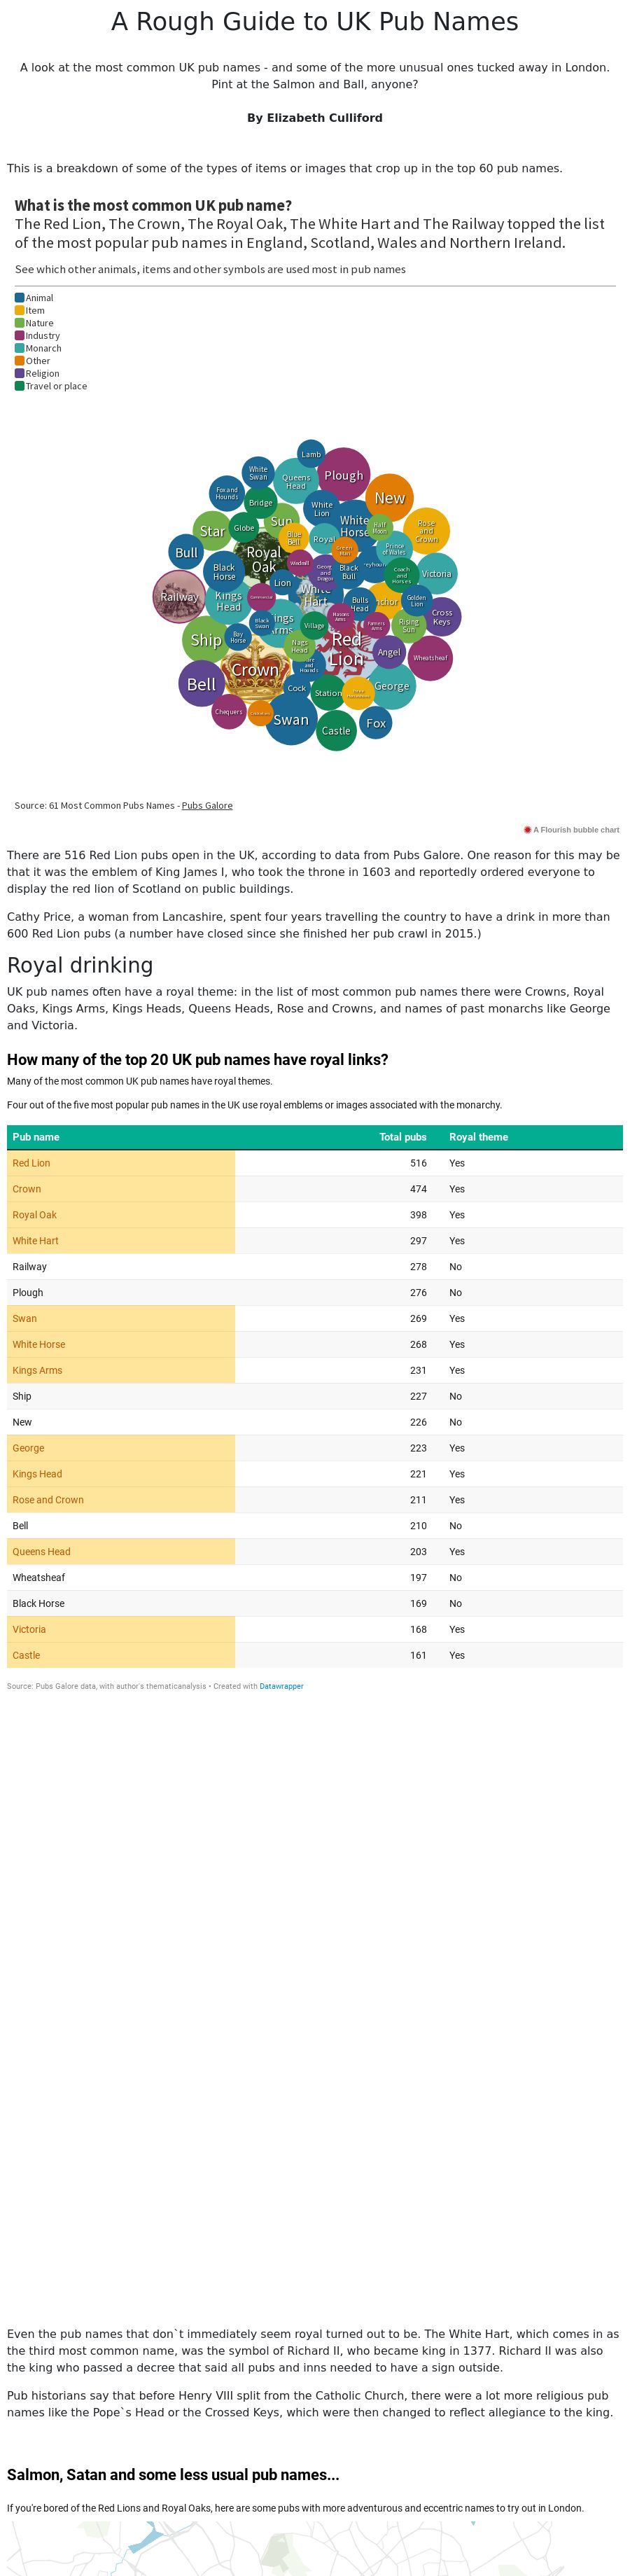 A Rough Guide to UK Pub Names
A look at the most common UK pub names - and some of the more unusual ones tucked away in London.
Pint at the Salmon and Ball, anyone?
By Elizabeth Culliford
This is a breakdown of some of the types of items or images that crop up in the top 60 pub names.
What is the most common UK pub name?
The Red Lion, The Crown, The Royal Oak, The White Hart and The Railway topped the list
of the most popular pub names in England, Scotland, Wales and Northern Ireland.
See which other animals, items and other symbols are used most in pub names
Animal
Item
Nature
Industry
Monarch
Other
Religion
Travel or place
Lamb
White
Swan
Queens
Head
Plough
Fox and
Hounds
Bridge
White
Lion
New
Star
Globe
Sun
Blue
Bell
Royal
White
Horse
Half
Moon
Rose
and
Crown
Bull
Royal
Oak
Green
Man
Prince
of Wales
Black
Horse
Windmill
George
and
Dragon
Black
Bull
Coach
and
Horses
Victoria
Railway
Kings
Head
Commercial
Lion
White
Hart
Bulls
Head
Golden
Lion
Cross
Keys
Ship
Bay
Horse
Black
Swan
Village
Masons
Arms
Farmers
Arms
Rising
Sun
Nags
Head
Red
Lion
Angel
Wheatsheaf
Bell
Crown
Cock
Station
George
Chequers
Swan
Castle
Fox
Source: 61 Most Common Pubs Names - Pubs Galore
A Flourish bubble chart
There are 516 Red Lion pubs open in the UK, according to data from Pubs Galore. One reason for this may be
that it was the emblem of King James I, who took the throne in 1603 and reportedly ordered everyone to
display the red lion of Scotland on public buildings.
Cathy Price, a woman from Lancashire, spent four years travelling the country to have a drink in more than
600 Red Lion pubs (a number have closed since she finished her pub crawl in 2015.)
Royal drinking
UK pub names often have a royal theme: in the list of most common pub names there were Crowns, Royal
Oaks, Kings Arms, Kings Heads, Queens Heads, Rose and Crowns, and names of past monarchs like George
and Victoria.
How many of the top 20 UK pub names have royal links?
Many of the most common UK pub names have royal themes.
Four out of the five most popular pub names in the UK use royal emblems or images associated with the monarchy.
Pub name Total pubs Royal theme
Red Lion 516 Yes
Crown 474 Yes
Royal Oak 398 Yes
White Hart 297 Yes
Railway 278 No
Plough 276 No
Swan 269 Yes
White Horse 268 Yes
Kings Arms 231 Yes
Ship 227 No
New 226 No
George 223 Yes
Kings Head 221 Yes
Rose and Crown 211 Yes
Bell 210 No
Queens Head 203 Yes
Wheatsheaf 197 No
Black Horse 169 No
Victoria 168 Yes
Castle 161 Yes
Source: Pubs Galore data, with author's thematicanalysis • Created with Datawrapper
Even the pub names that don`t immediately seem royal turned out to be. The White Hart, which comes in as
the third most common name, was the symbol of Richard II, who became king in 1377. Richard II was also
the king who passed a decree that said all pubs and inns needed to have a sign outside.
Pub historians say that before Henry VIII split from the Catholic Church, there were a lot more religious pub
names like the Pope`s Head or the Crossed Keys, which were then changed to reflect allegiance to the king.
Salmon, Satan and some less usual pub names...
If you're bored of the Red Lions and Royal Oaks, here are some pubs with more adventurous and eccentric names to try out in London.